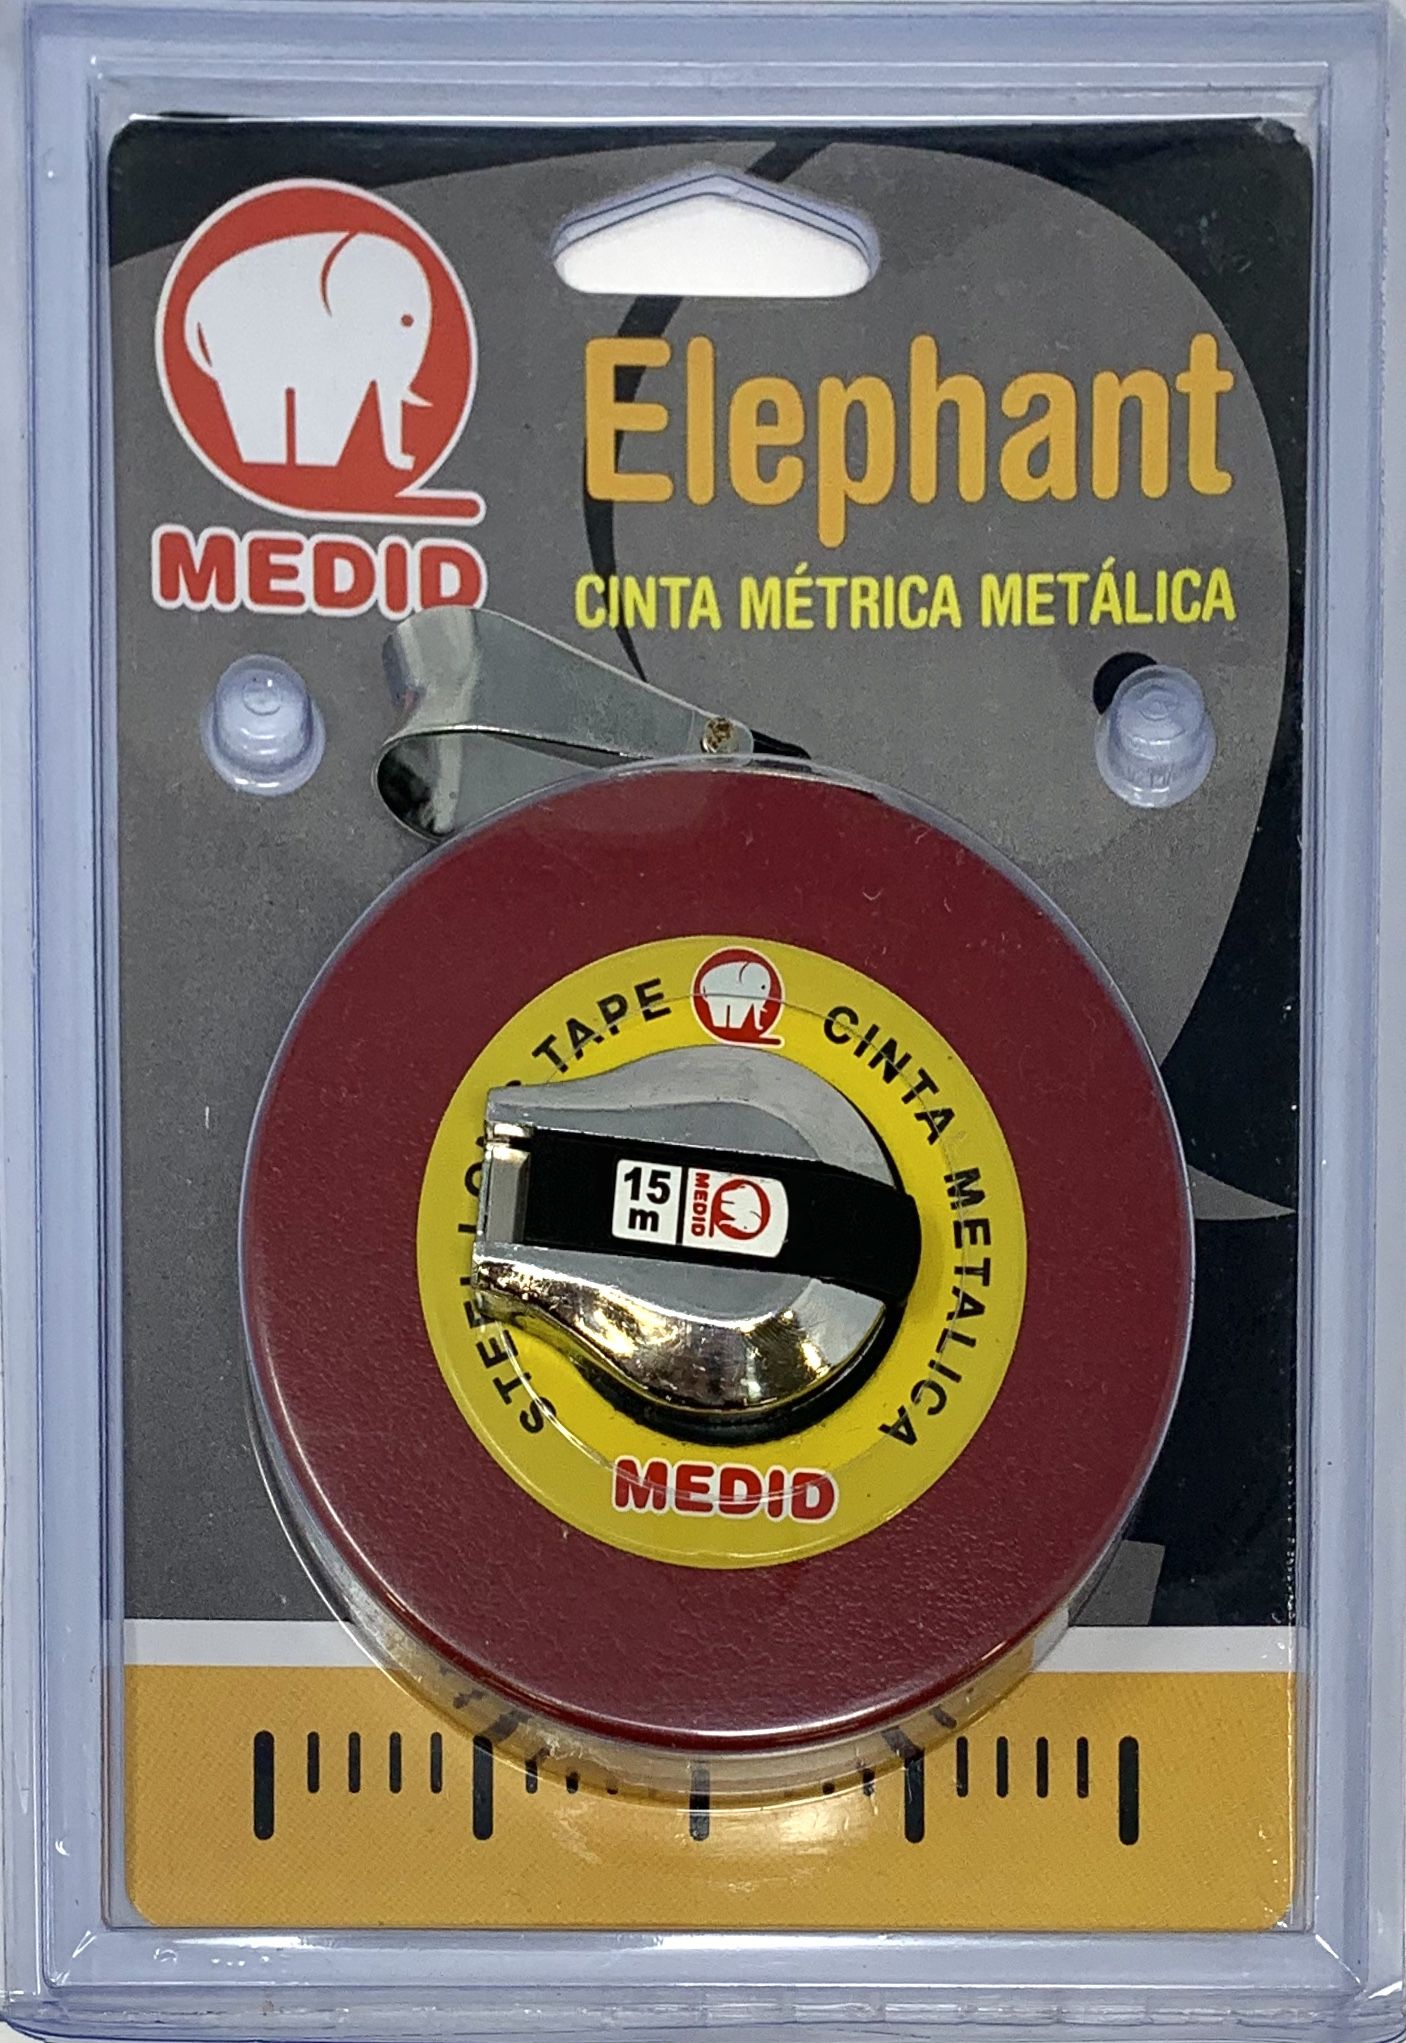 MEDID
Elephant
CINTA MÉTRICA METÁLICA
TAPE
CINTA METALICA
15
m
MEDID
MEDID